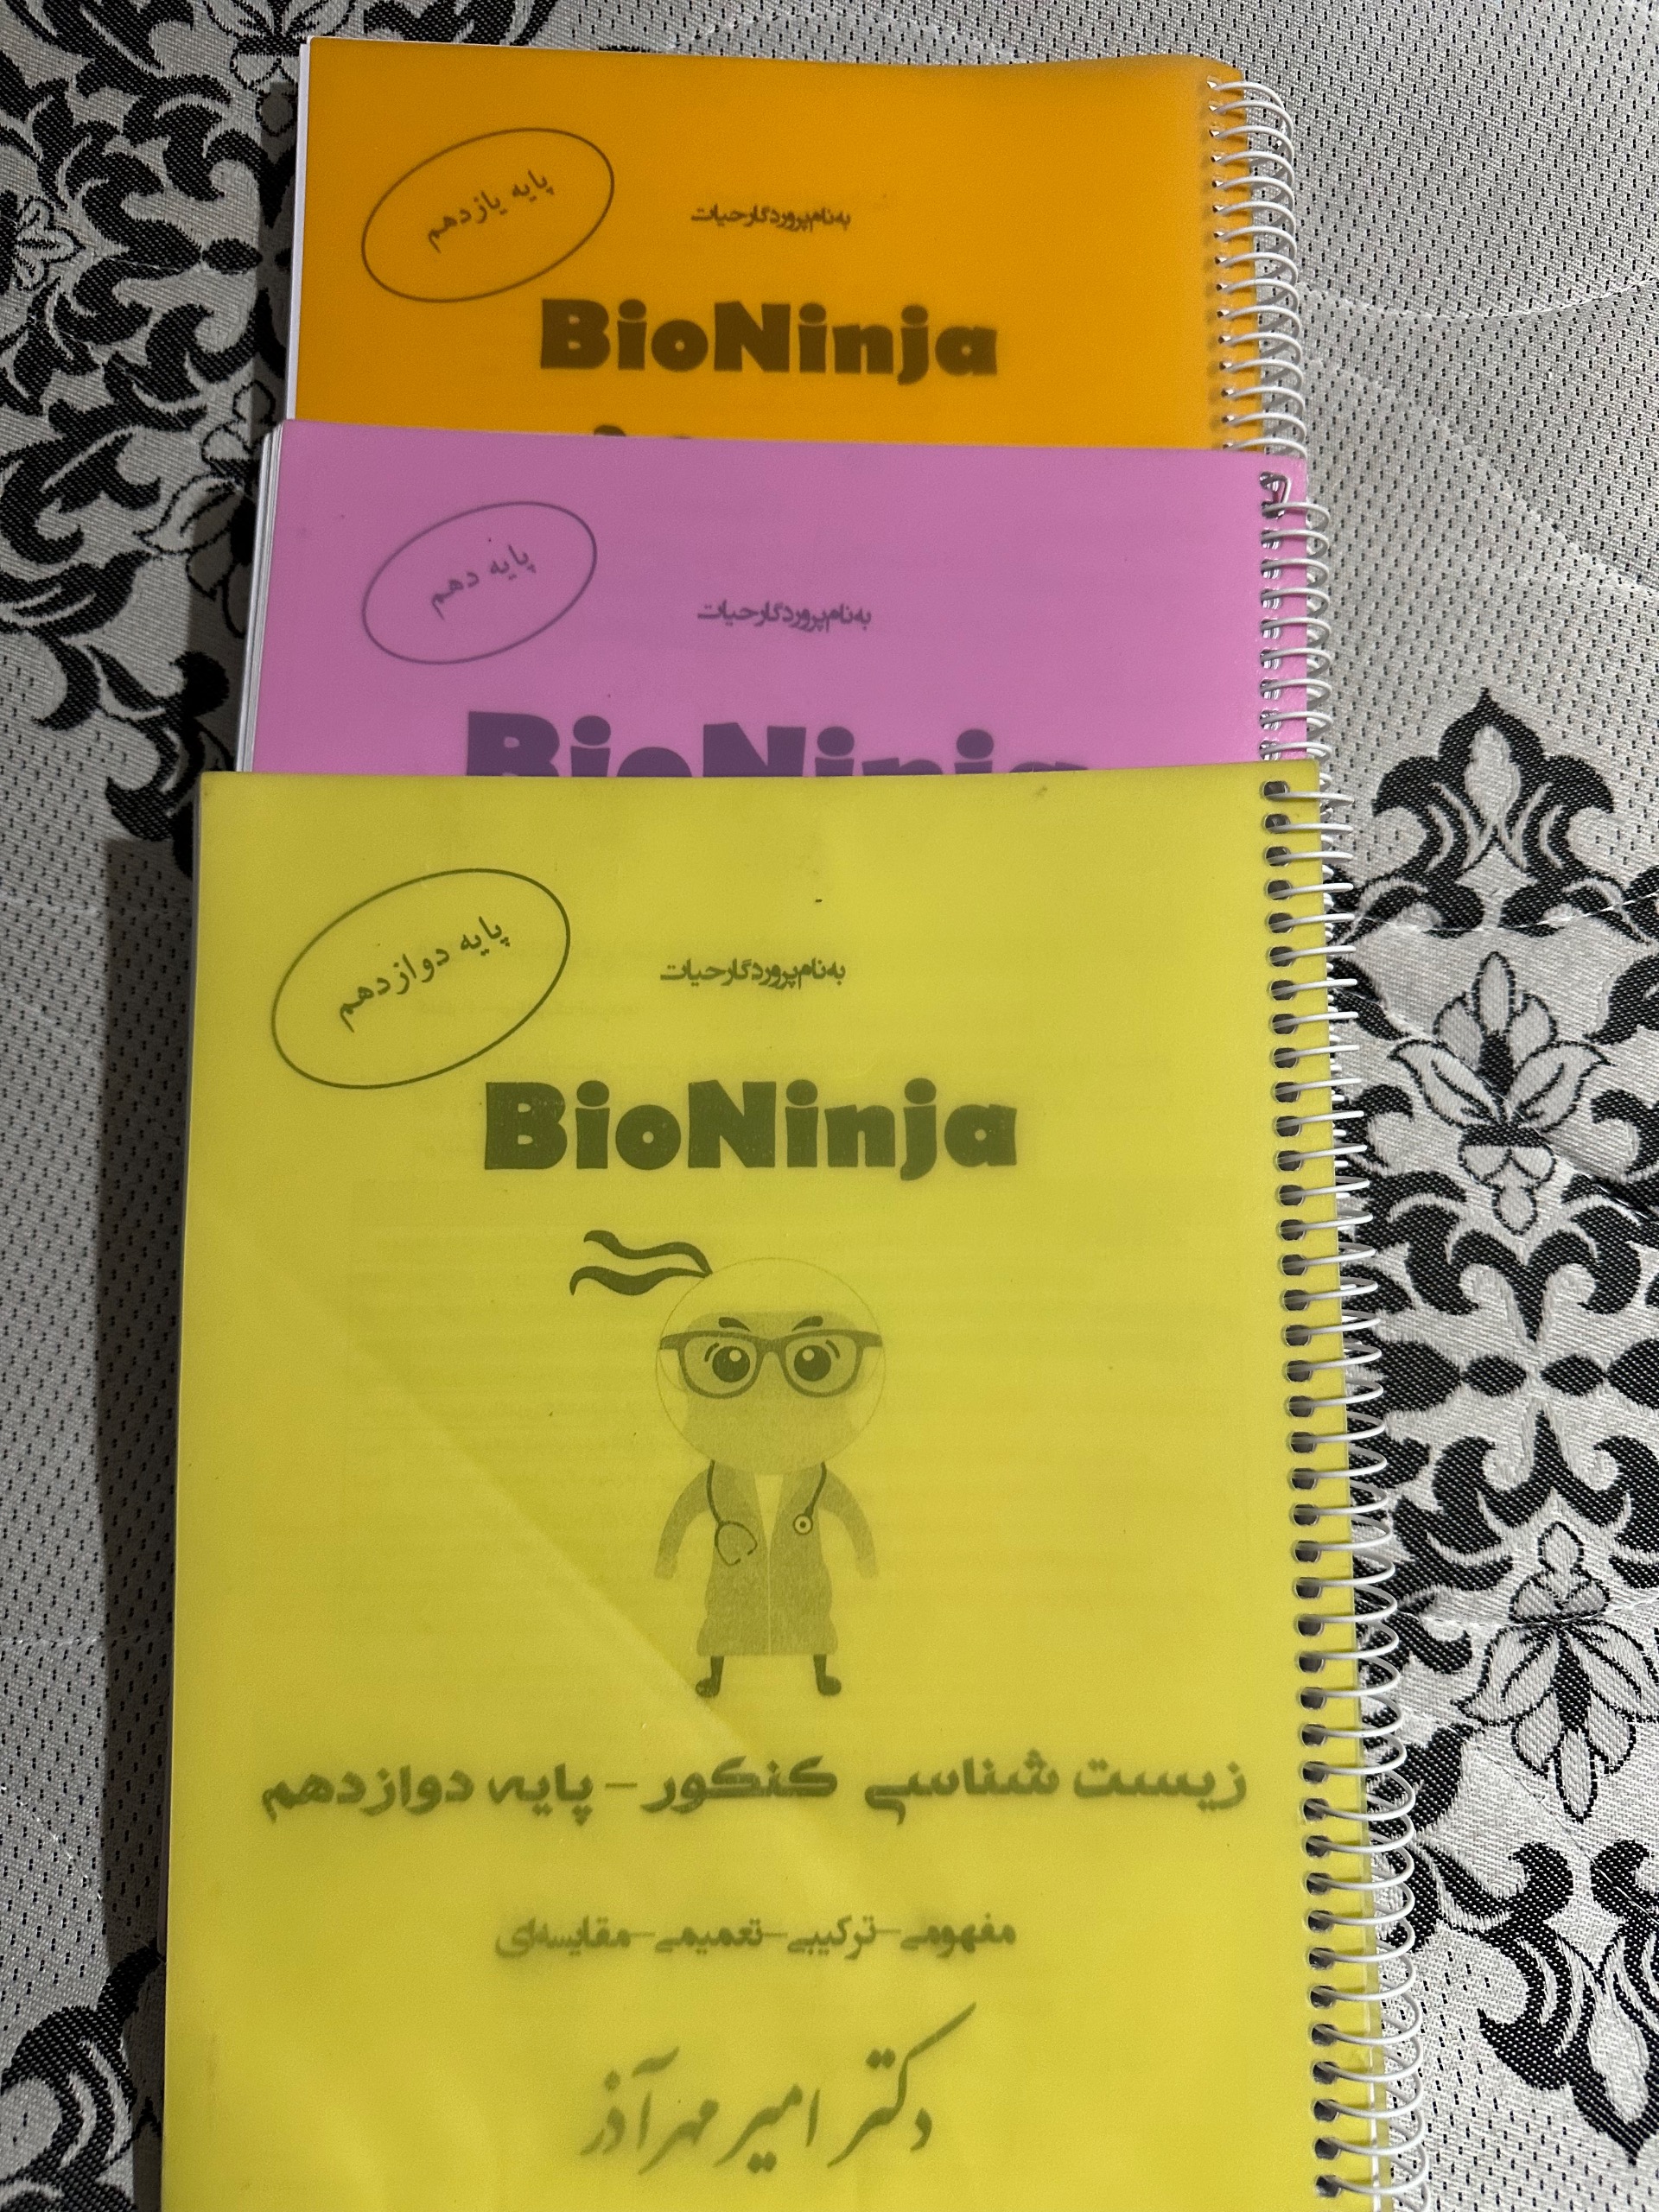 پایه یازدهم
به نام پروردگار حیات
BioNinja
پایه دهم
به نام پروردگار حیات
BioNinja
پایه دوازدهم
به نام پروردگار حیات
BioNinja
زیست شناسی کنکور - پایه دوازدهم
مفهومی-ترکیبی-تعمیمی-مقایسه‌ای
دکتر امیر مهرآذر